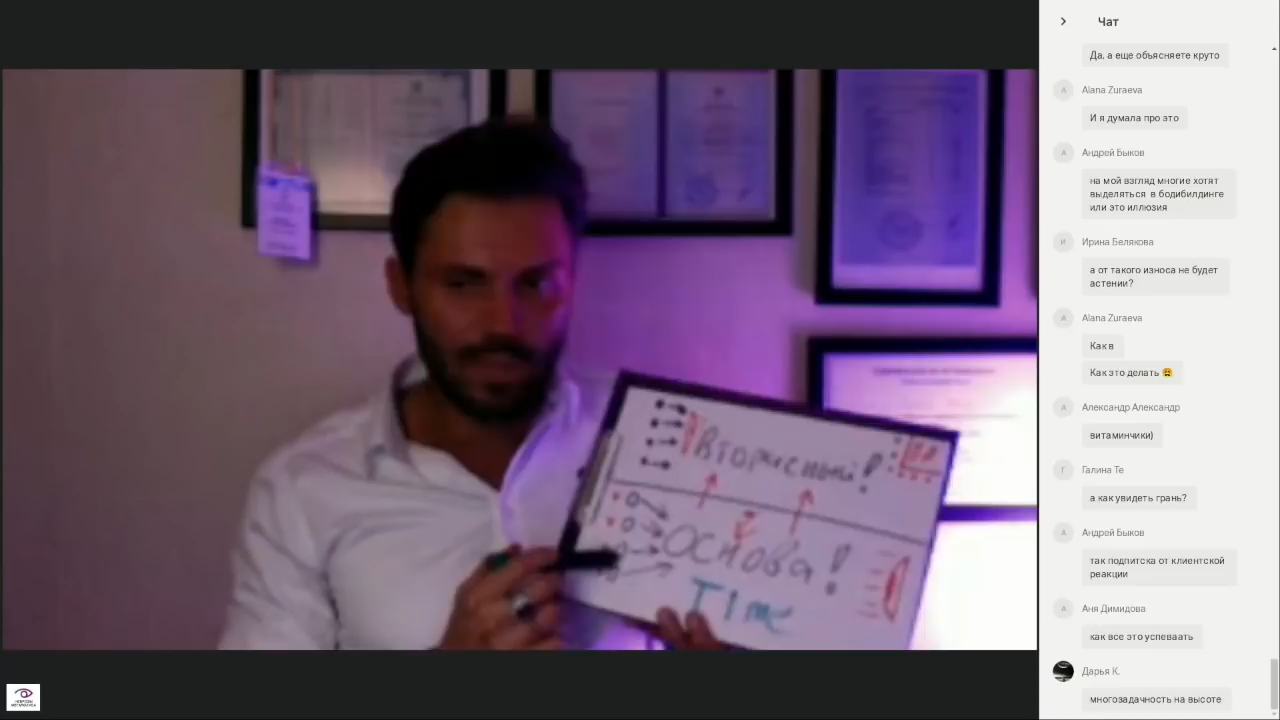 Вторичный!
Основа!
Time
Чат
Да, а еще объясняете круто
А
Alana Zuraeva
И я думала про это
А
Андрей Быков
на мой взгляд многие хотят
выделяться в бодибилдинге
или это иллюзия
И
Ирина Белякова
а от такого износа не будет
астении?
А
Alana Zuraeva
Как в
Как это делать 😩
А
Александр Александр
витаминчики)
Г
Галина Те
а как увидеть грань?
А
Андрей Быков
так подпитска от клиентской
реакции
А
Аня Димидова
как все это успеваать
Дарья К.
многозадачность на высоте